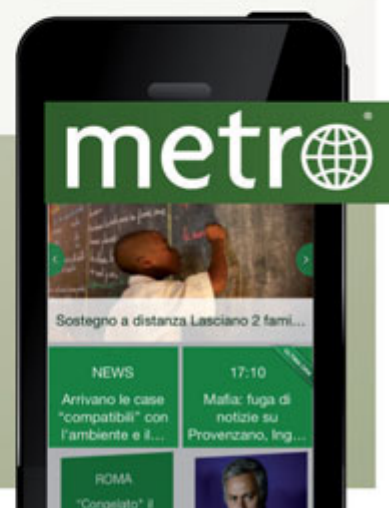 metro®
Sostegno a distanza Lasciano 2 fami...
NEWS
Arrivano le case
"compatibili" con
l'ambiente e il...
17:10
Mafia: fuga di
notizie su
Provenzano, Ing...
ROMA
"Congelato" il